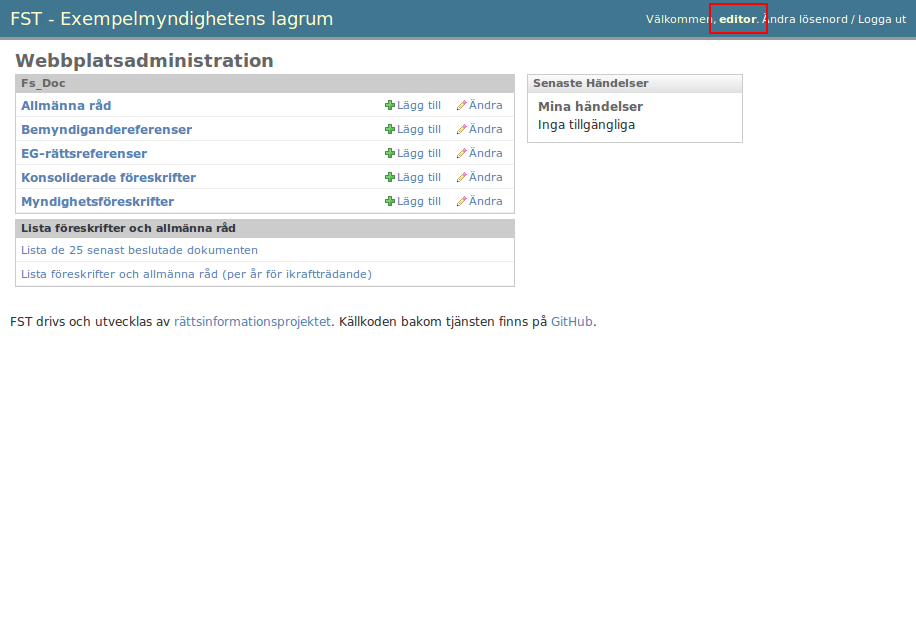 FST - Exempelmyndighetens lagrum
Välkommen, editor. Ändra lösenord / Logga ut
Webbplatsadministration
Fs_Doc
Allmänna råd Lägg till Ändra
Bemyndigandereferenser Lägg till Ändra
EG-rättsreferenser Lägg till Ändra
Konsoliderade föreskrifter Lägg till Ändra
Myndighetsföreskrifter Lägg till Ändra
Lista föreskrifter och allmänna råd
Lista de 25 senast beslutade dokumenten
Lista föreskrifter och allmänna råd (per år för ikraftträdande)
Senaste Händelser
Mina händelser
Inga tillgängliga
FST drivs och utvecklas av rättsinformationsprojektet. Källkoden bakom tjänsten finns på GitHub.